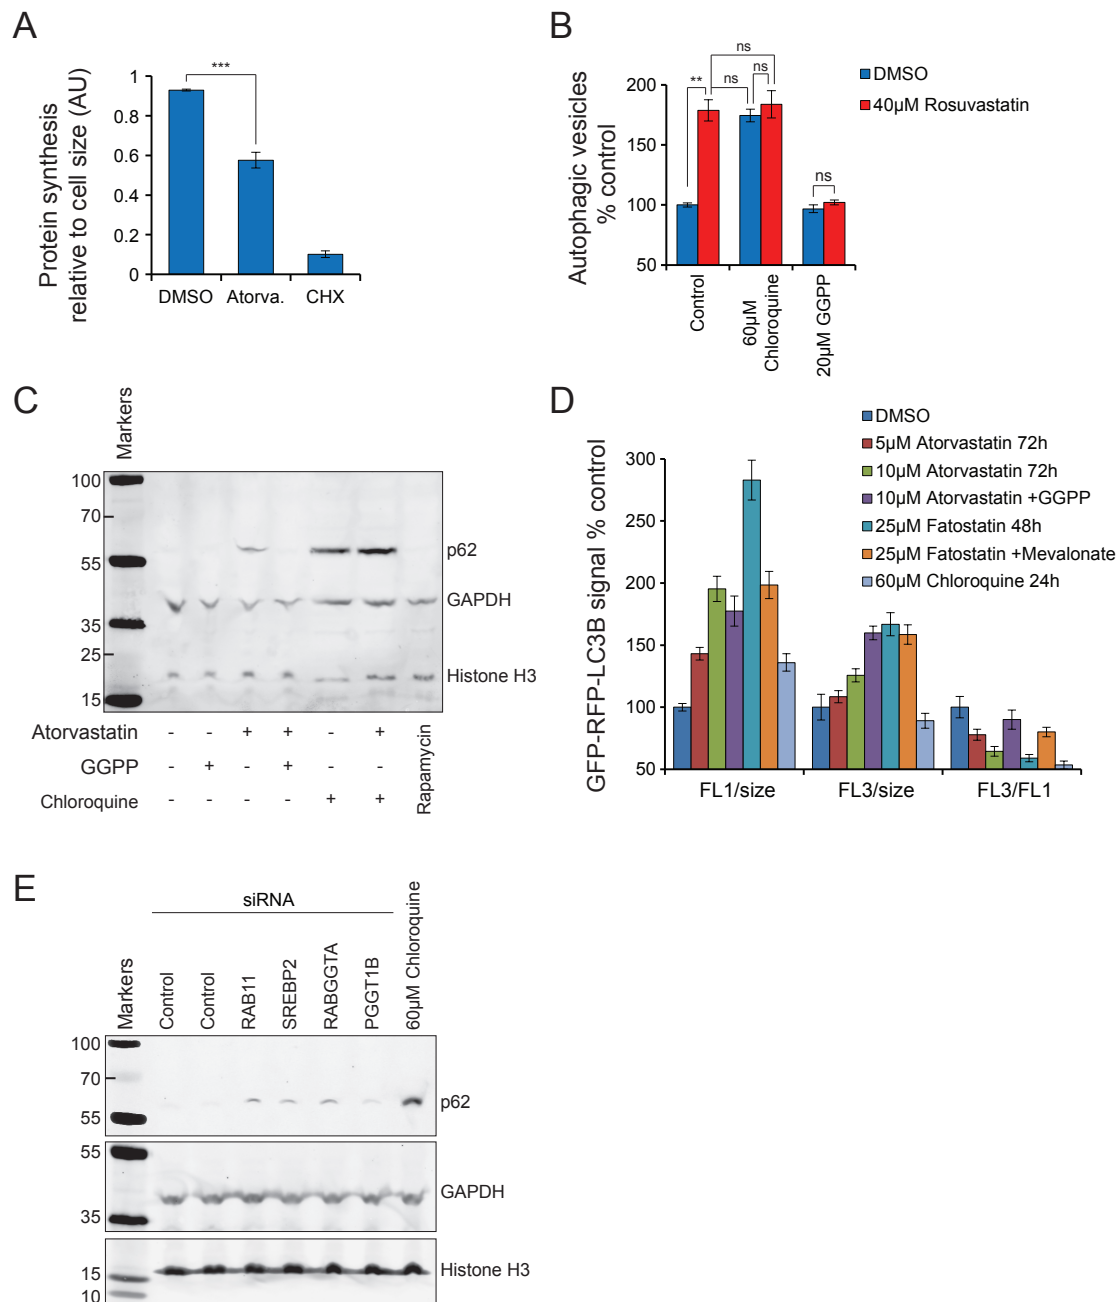 A
Protein synthesis
relative to cell size (AU)
1
0.8
0.6
0.4
0.2
0
***
DMSO Atorva. CHX
B
Autophagic vesicles
% control
200
150
100
50
** ns ns ns ns
Control
60µM
Chloroquine
20µM GGPP
DMSO
40µM Rosuvastatin
C
Markers
100
70
55
35
25
15
p62
GAPDH
Histone H3
Atorvastatin - - + + - +
GGPP - + - + - 
Chloroquine - - - - + +
Rapamycin
D
GFP-RFP-LC3B signal % control
300
250
200
150
100
50
FL1/size FL3/size FL3/FL1
DMSO
5µM Atorvastatin 72h
10µM Atorvastatin 72h
10µM Atorvastatin +GGPP
25µM Fatostatin 48h
25µM Fatostatin +Mevalonate
60µM Chloroquine 24h
E
siRNA
Markers
Control
Control
RAB11
SREBP2
RABGGTA
PGGT1B
60µM Chloroquine
100
70
55
p62
55
35
GAPDH
15
10
Histone H3